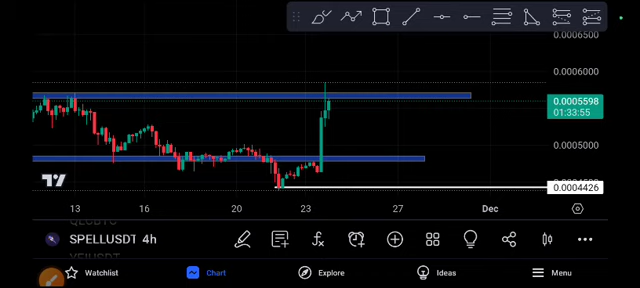 0.0006500
0.0006000
0.0005598
01:33:55
0.0005000
0.0004426
13 16 20 23 27 Dec
SPELLUSDT 4h
Watchlist Chart Explore Ideas Menu